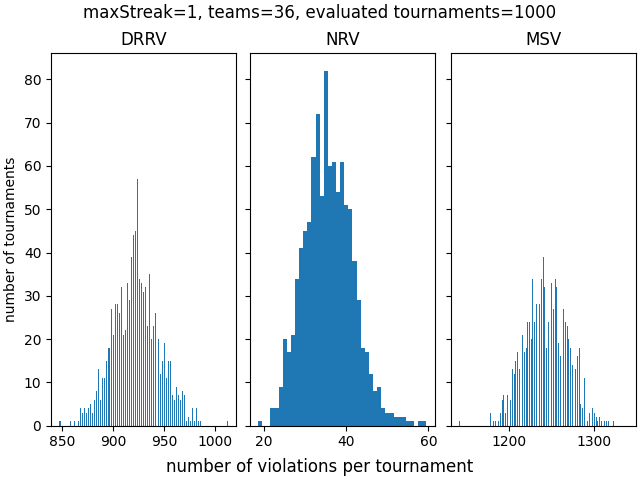 maxStreak=1, teams=36, evaluated tournaments=1000
DRRV NRV MSV
number of tournaments
80
70
60
50
40
30
20
10
0
850 900 950 1000 20 40 60 1200 1300
number of violations per tournament